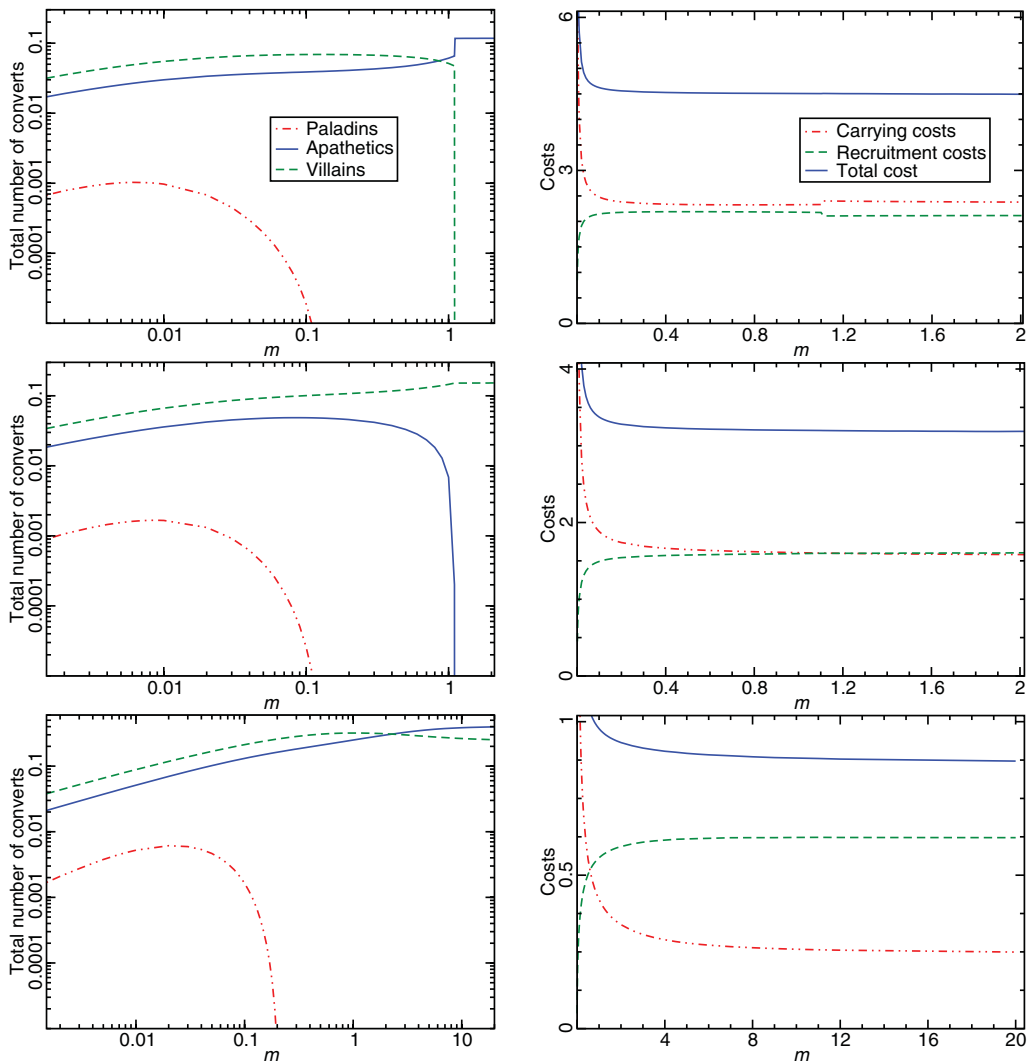 Total number of converts
0.1
0.01
0.001
0.0001
Paladins
Apathetics
Villains
0.01
0.1
1
m
Costs
6
3
0
Carrying costs
Recruitment costs
Total cost
0.4
0.8
1.2
1.6
2
m
Total number of converts
0.1
0.01
0.001
0.0001
0.01
0.1
1
m
Costs
4
2
0
0.4
0.8
1.2
1.6
2
m
Total number of converts
0.1
0.01
0.001
0.0001
0.01
0.1
1
10
m
Costs
1
0.5
0
4
8
12
16
20
m